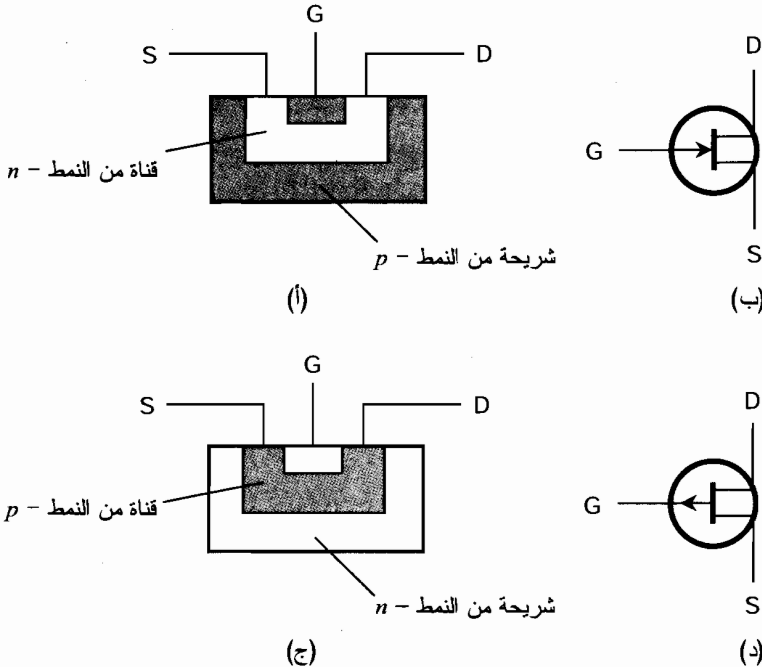 G
S
D
قناة من النمط – n
شريحة من النمط – p
(أ)
D
G
S
(ب)
G
S
D
قناة من النمط – p
شريحة من النمط – n
(ج)
D
G
S
(د)